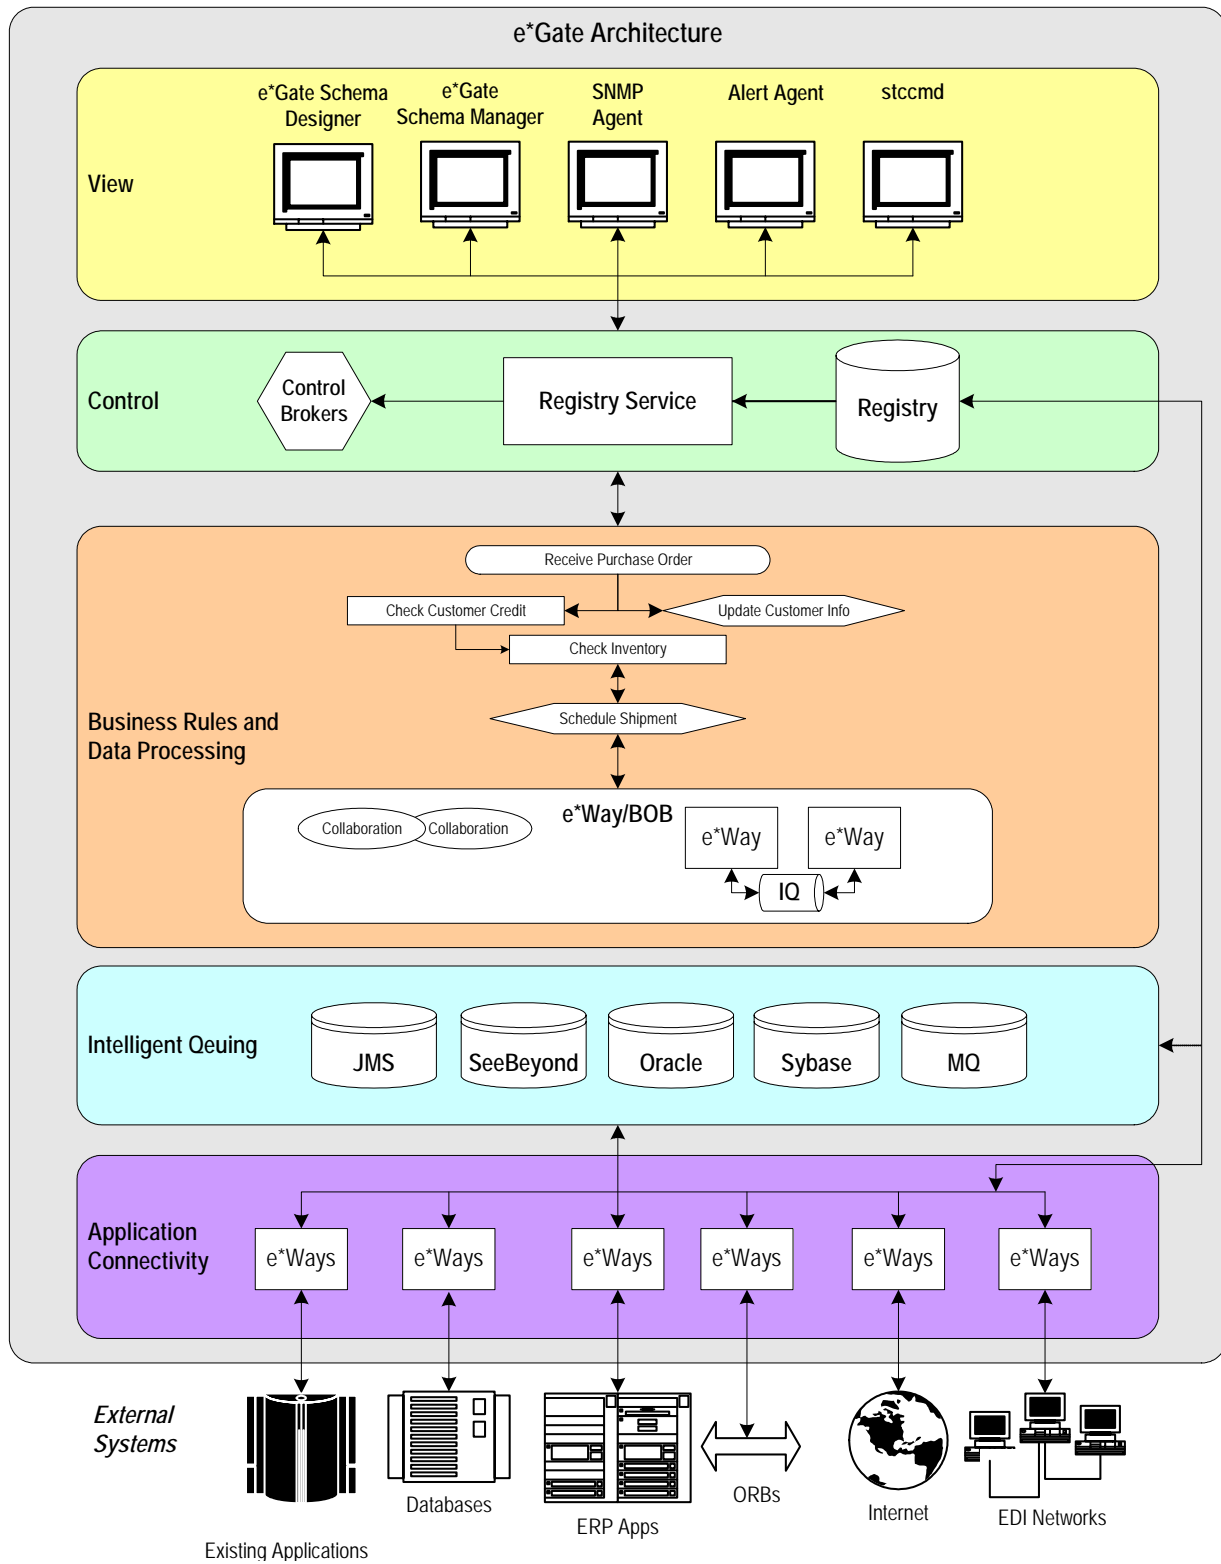 e*Gate Architecture
e*Gate Schema
Designer
e*Gate
Schema Manager
SNMP
Agent
Alert Agent
stccmd
View
Control
Control
Brokers
Registry Service
Registry
Receive Purchase Order
Check Customer Credit
Update Customer Info
Check Inventory
Schedule Shipment
Business Rules and
Data Processing
e*Way/BOB
Collaboration
Collaboration
e*Way
e*Way
IQ
Intelligent Qeuing
JMS
SeeBeyond
Oracle
Sybase
MQ
Application
Connectivity
e*Ways
e*Ways
e*Ways
e*Ways
e*Ways
e*Ways
External
Systems
Existing Applications
Databases
ERP Apps
ORBs
Internet
EDI Networks